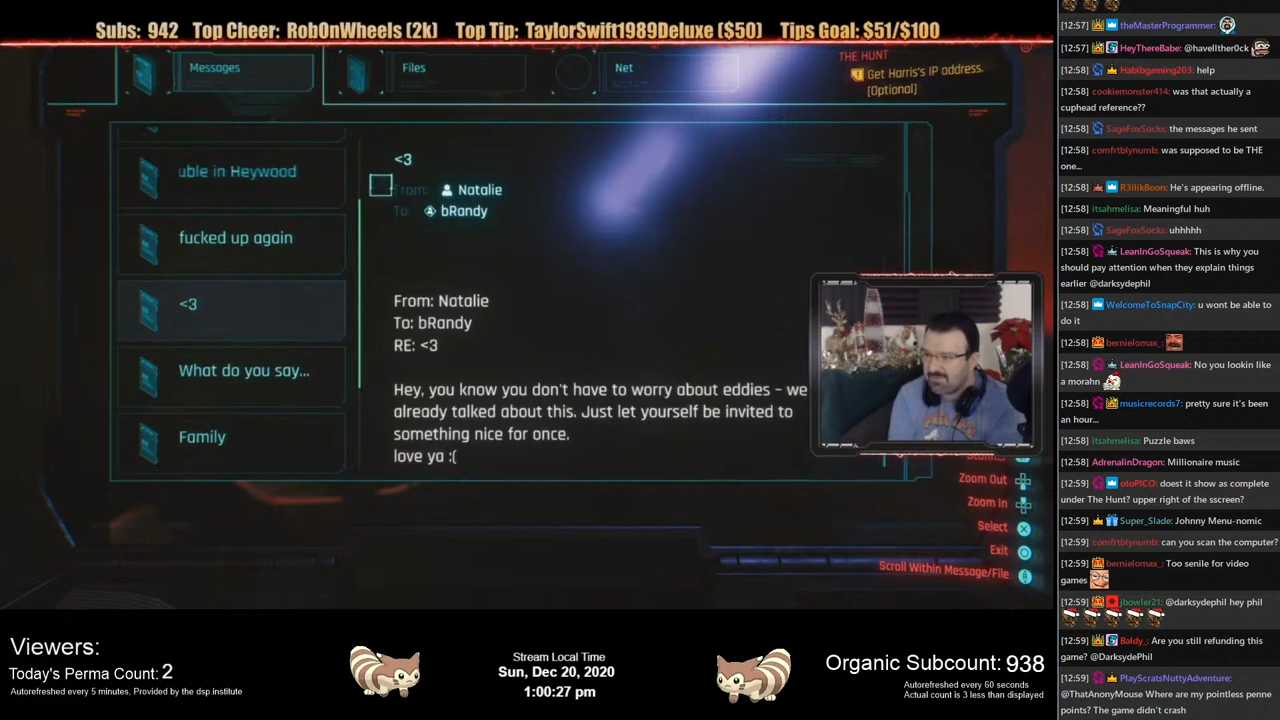 Subs: 942 Top Cheer: RobOnWheels (2k) Top Tip: TaylorSwift1989Deluxe ($50) Tips Goal: $51/$100
Messages
Files
Net
THE HUNT
Get Harris's IP address.
[Optional]
uble in Heywood
fucked up again
<3
What do you say...
Family
<3
From: Natalie
To: bRandy
From: Natalie
To: bRandy
RE: <3
Hey, you know you don't have to worry about eddies – we
already talked about this. Just let yourself be invited to
something nice for once.
love ya :(
Zoom Out
Zoom In
Select
Exit
Scroll Within Message/File
Viewers:
Today's Perma Count: 2
Autorefreshed every 5 minutes, Provided by the dsp institute
Stream Local Time
Sun, Dec 20, 2020
1:00:27 pm
Organic Subcount: 938
Autorefreshed every 60 seconds
Actual count is 3 less than displayed
[12:57] theMasterProgrammer:
[12:57] HeyThereBabe: @havellther0ck
[12:58] Habibgaming203: help
[12:58] cookiemonster414: was that actually a
cuphead reference??
[12:58] SageFoxSocks: the messages he sent
[12:58] comfrtblynumb: was supposed to be THE
one...
[12:58] R3llikBoon: He's appearing offline.
[12:58] itsahmelisa: Meaningful huh
[12:58] SageFoxSocks: uhhhhh
[12:58] LeanInGoSqueak: This is why you
should pay attention when they explain things
earlier @darksydephil
[12:58] WelcomeToSnapCity: u wont be able to
do it
[12:58] bernielomax_:
[12:58] LeanInGoSqueak: No you lookin like
a morahn
[12:58] musicrecords7: pretty sure it's been
an hour...
[12:58] itsahmelisa: Puzzle baws
[12:58] AdrenalinDragon: Millionaire music
[12:59] otoPICO: doest it show as complete
under The Hunt? upper right of the sscreen?
[12:59] Super_Slade: Johnny Menu-nomic
[12:59] comfrtblynumb: can you scan the computer?
[12:59] bernielomax_: Too senile for video
games
[12:59] jbowler21: @darksydephil hey phil
[12:59] Baldy_: Are you still refunding this
game? @DarksydePhil
[12:59] PlayScratsNuttyAdventure:
@ThatAnonyMouse Where are my pointless penne
points? The game didn't crash